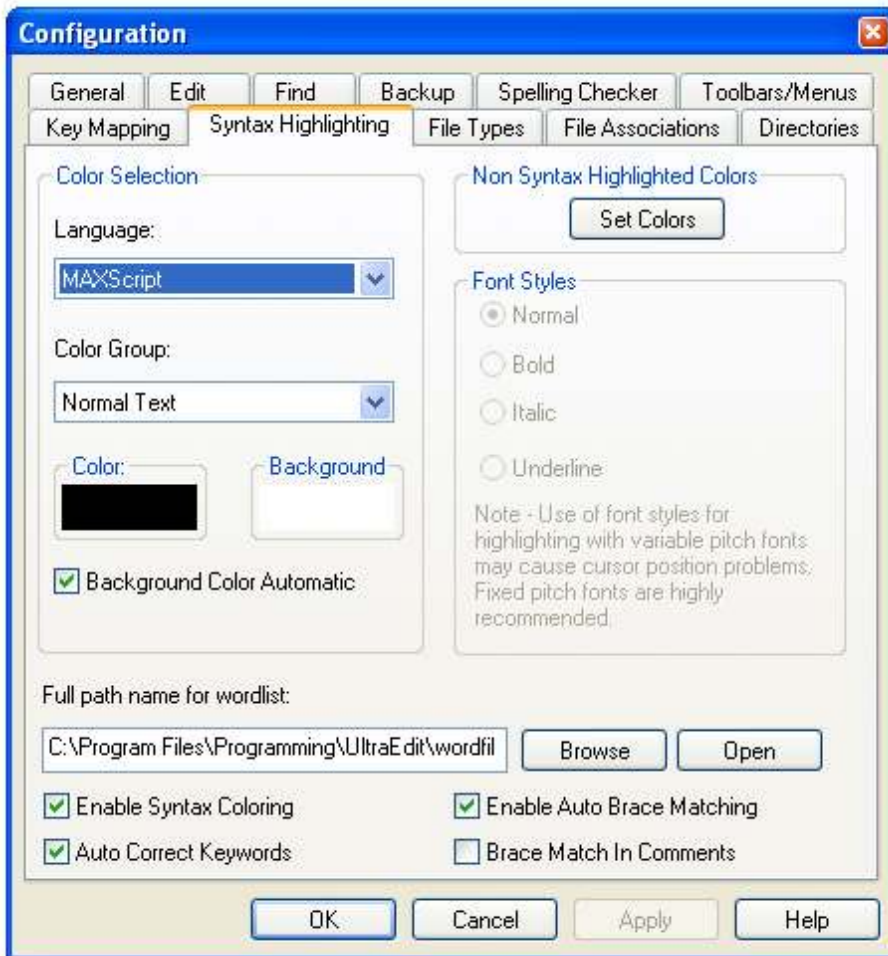 Configuration
General Edit Find Backup Spelling Checker Toolbars/Menus
Key Mapping Syntax Highlighting File Types File Associations Directories
Color Selection
Language:
MAXScript
Color Group:
Normal Text
Color: Background
Background Color Automatic
Non Syntax Highlighted Colors
Set Colors
Font Styles
Normal
Bold
Italic
Underline
Note - Use of font styles for
highlighting with variable pitch fonts
may cause cursor position problems.
Fixed pitch fonts are highly
recommended.
Full path name for wordlist:
C:\Program Files\Programming\UltraEdit\wordfil Browse Open
Enable Syntax Coloring Enable Auto Brace Matching
Auto Correct Keywords Brace Match In Comments
OK Cancel Apply Help